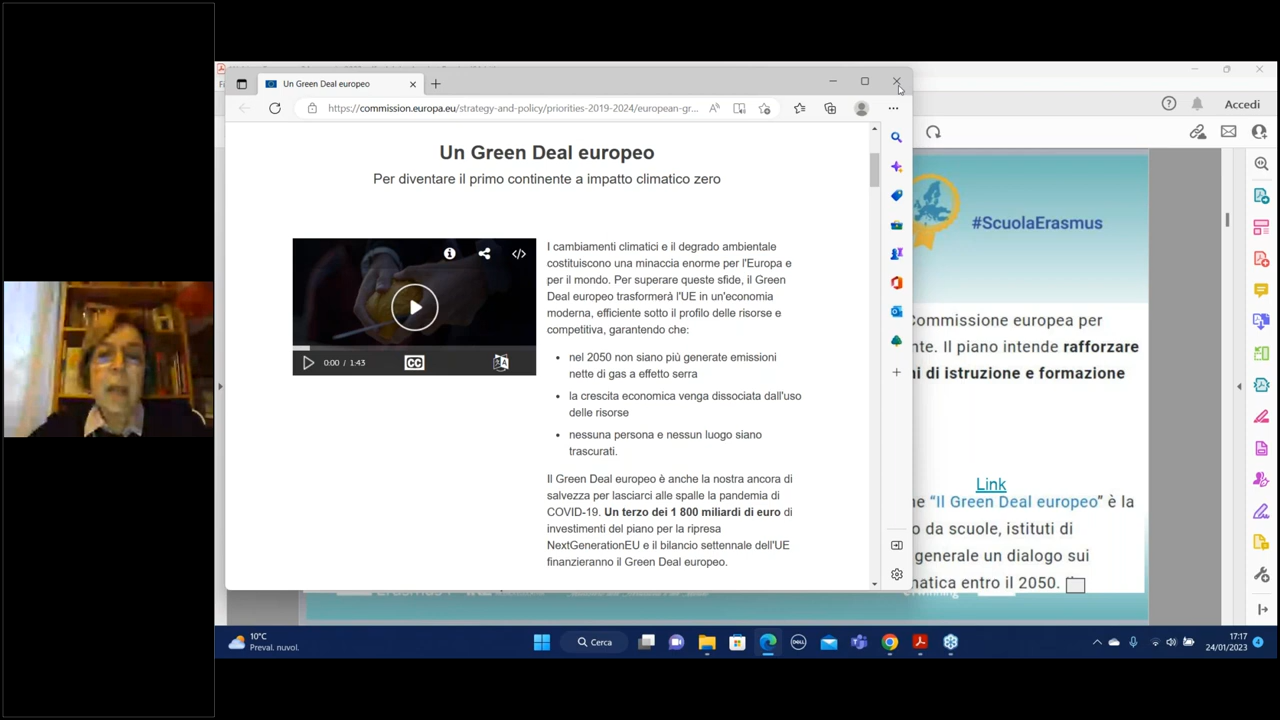 Un Green Deal europeo
https://commission.europa.eu/strategy-and-policy/priorities-2019-2024/european-gr...
Accedi
Un Green Deal europeo
Per diventare il primo continente a impatto climatico zero
I cambiamenti climatici e il degrado ambientale
costituiscono una minaccia enorme per l'Europa e
per il mondo. Per superare queste sfide, il Green
Deal europeo trasformerà l'UE in un'economia
moderna, efficiente sotto il profilo delle risorse e
competitiva, garantendo che:
0:00 / 1:43
CC
• nel 2050 non siano più generate emissioni
nette di gas a effetto serra
• la crescita economica venga dissociata dall'uso
delle risorse
• nessuna persona e nessun luogo siano
trascurati.
Il Green Deal europeo è anche la nostra ancora di
salvezza per lasciarci alle spalle la pandemia di
COVID-19. Un terzo dei 1 800 miliardi di euro di
investimenti del piano per la ripresa
NextGenerationEU e il bilancio settennale dell'UE
finanzieranno il Green Deal europeo.
#ScuolaErasmus
Commissione europea per
nte. Il piano intende rafforzare
ni di istruzione e formazione
Link
ne “Il Green Deal europeo” è la
o da scuole, istituti di
generale un dialogo sui
matica entro il 2050.
10°C
Preval. nuvol.
Cerca
DELL
17:17
24/01/2023
4